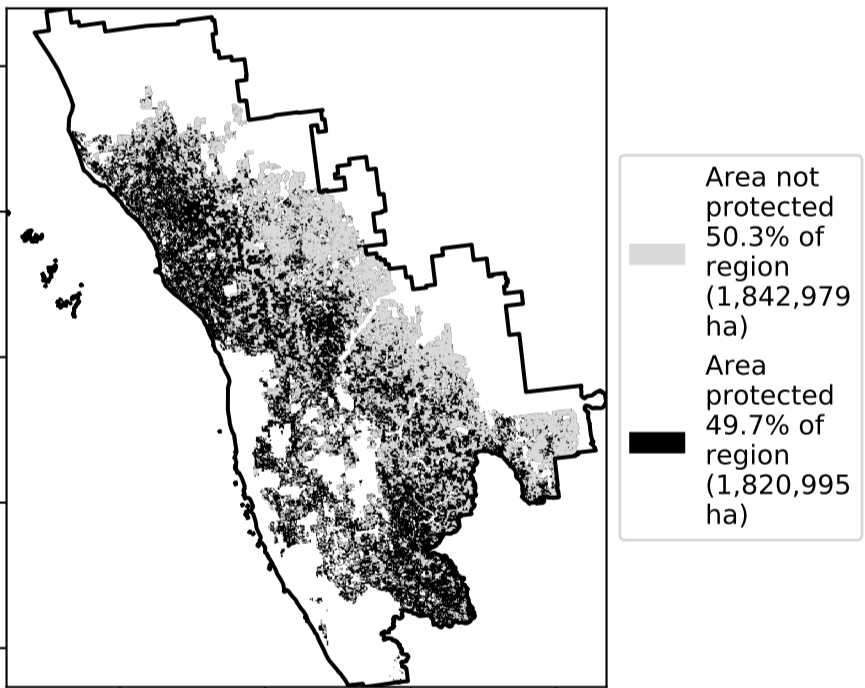 Area not
protected
50.3% of
region
(1,842,979
ha)
Area
protected
49.7% of
region
(1,820,995
ha)